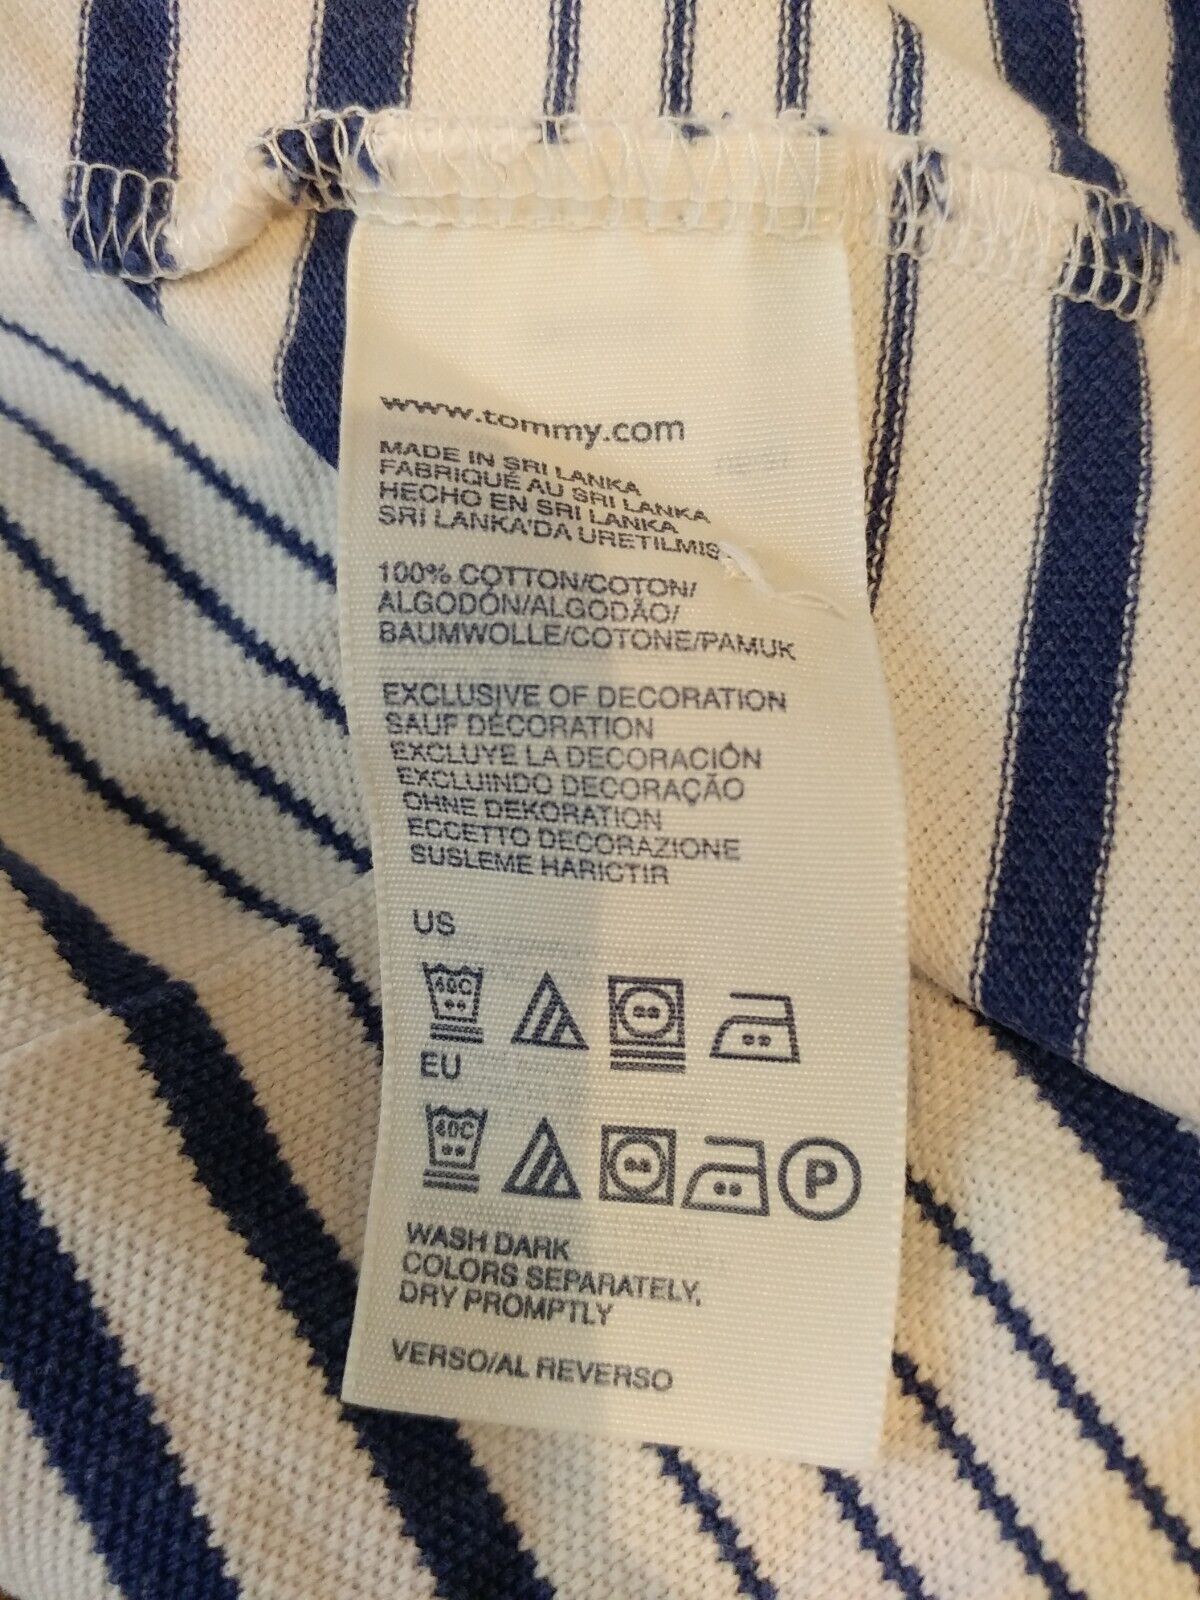 www.tommy.com
MADE IN SRI LANKA
FABRIQUÉ AU SRI LANKA
HECHO EN SRI LANKA
SRI LANKA'DA URETILMIS
100% COTTON/COTON/
ALGODÓN/ALGODÃO/
BAUMWOLLE/COTONE/PAMUK
EXCLUSIVE OF DECORATION
SAUF DÉCORATION
EXCLUYE LA DECORACIÓN
EXCLUINDO DECORAÇÃO
OHNE DEKORATION
ECCETTO DECORAZIONE
SUSLEME HARICTIR
US
40C
EU
40C
P
WASH DARK
COLORS SEPARATELY,
DRY PROMPTLY
VERSO/AL REVERSO